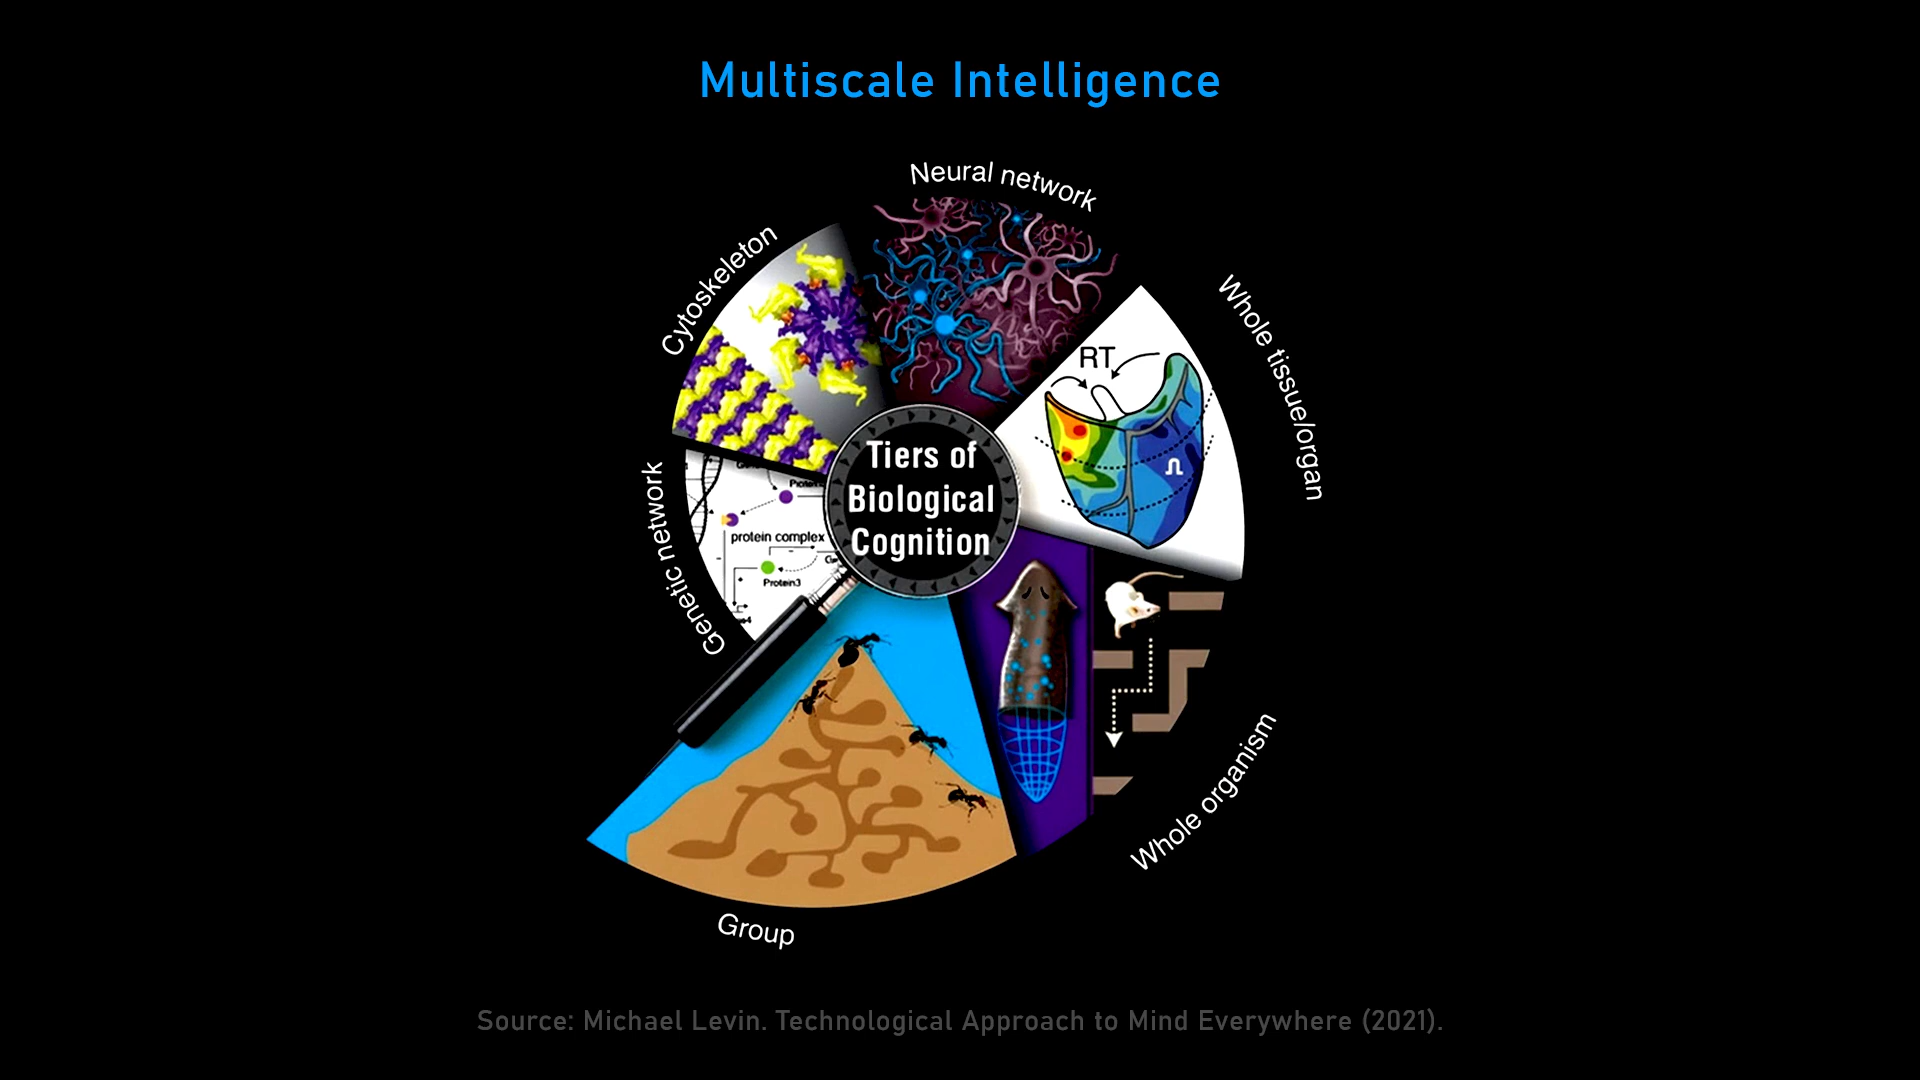 Multiscale Intelligence
Neural network
Cytoskeleton
Whole tissue/organ
RT
Tiers of
Biological
Cognition
Genetic network
protein complex
Protein3
Whole organism
Group
Source: Michael Levin. Technological Approach to Mind Everywhere (2021).